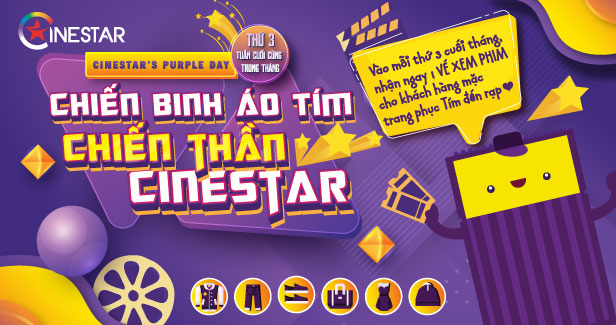 CINESTAR
CINESTAR'S PURPLE DAY
THỨ 3
TUẦN CUỐI CÙNG
TRONG THÁNG
CHIẾN BINH ÁO TÍM
CHIẾN THẦN
CINESTAR
Vào mỗi thứ 3 cuối tháng,
nhận ngay 1 VÉ XEM PHIM
cho khách hàng mặc
trang phục Tím đến rạp